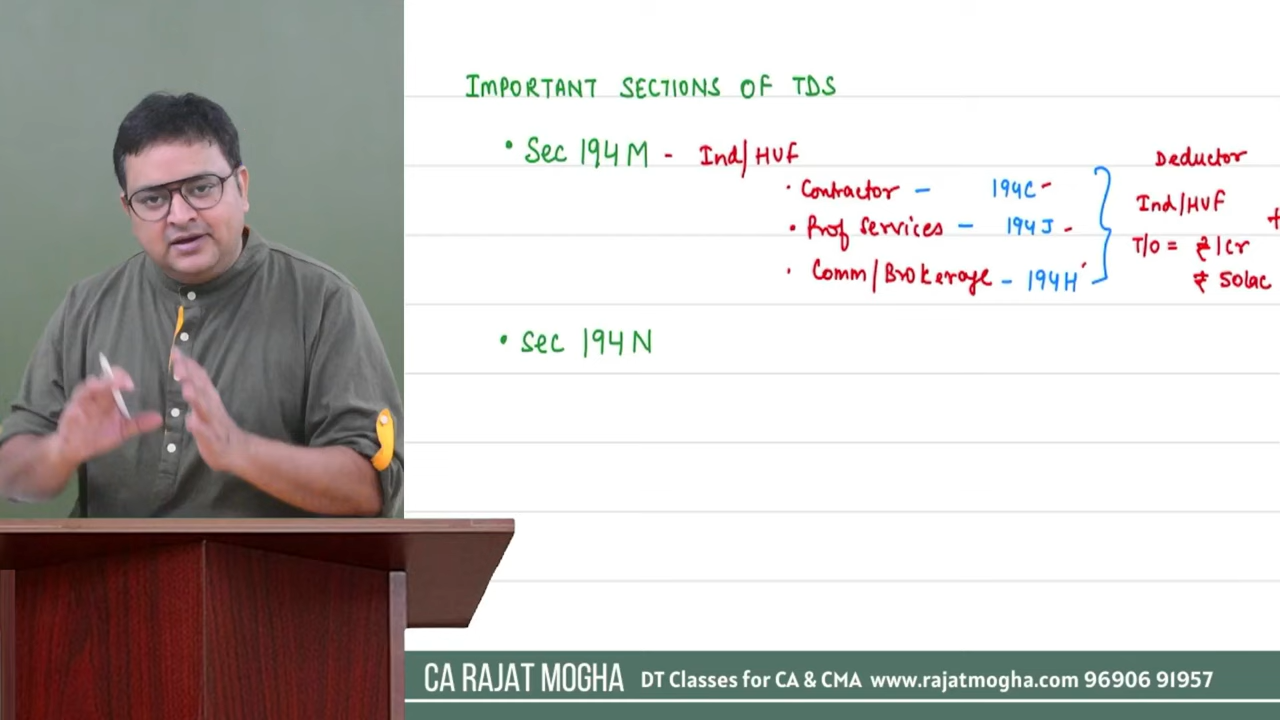 IMPORTANT SECTIONS OF TDS
• Sec 194M - Ind/HUF
Deductor
• Contractor - 194C -
• Prof Services - 194J -
• Comm/Brokerage - 194H
Ind/HUF
T/O = ₹1Cr
₹ 50lac
• Sec 194N
CA RAJAT MOGHA DT Classes for CA & CMA www.rajatmogha.com 96906 91957